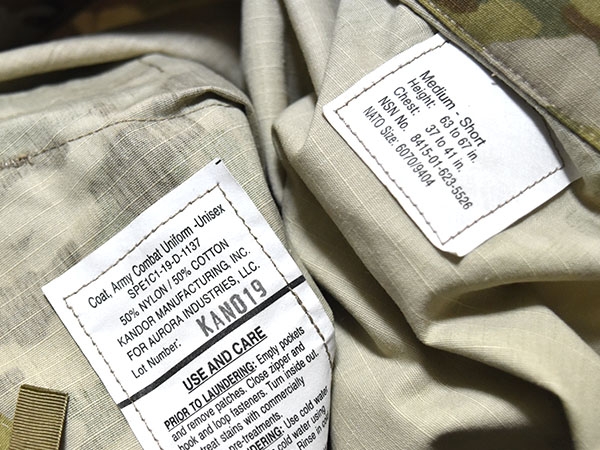 Coat, Army Combat Uniform -Unisex
SPE1C1-19-D-1137
50% NYLON / 50% COTTON
KANDOR MANUFACTURING, INC.
FOR AURORA INDUSTRIES, LLC.
Lot Number: KAN019
USE AND CARE
PRIOR TO LAUNDERING: Empty pockets
and remove patches. Close zipper and
hook and loop fasteners. Turn inside out.
treat stains with commercially
pre-treatments.
Use cold water
cold water using
Rinse in
Medium - Short
Height: 63 to 67 in.
Chest: 37 to 41 in.
NSN No. 8415-01-623-5526
NATO Size: 6070/9404